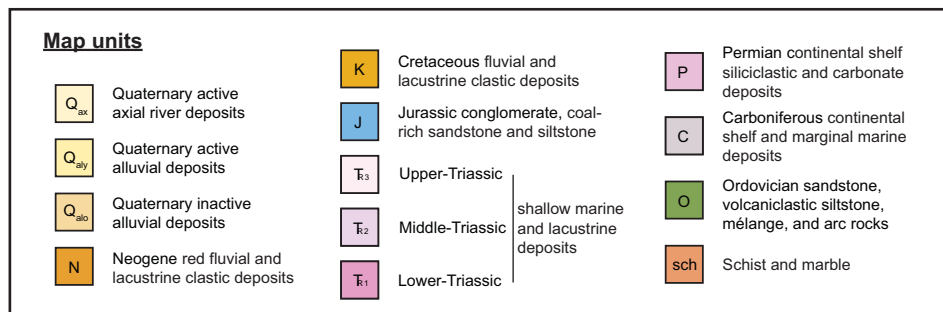 Map units
Qax
Quaternary active
axial river deposits
Qaly
Quaternary active
alluvial deposits
Qalo
Quaternary inactive
alluvial deposits
N
Neogene red fluvial and
lacustrine clastic deposits
K
Cretaceous fluvial and
lacustrine clastic deposits
J
Jurassic conglomerate, coal-
rich sandstone and siltstone
TR3
Upper-Triassic
TR2
Middle-Triassic
TR1
Lower-Triassic
shallow marine
and lacustrine
deposits
P
Permian continental shelf
siliciclastic and carbonate
deposits
C
Carboniferous continental
shelf and marginal marine
deposits
O
Ordovician sandstone,
volcaniclastic siltstone,
mélange, and arc rocks
sch
Schist and marble